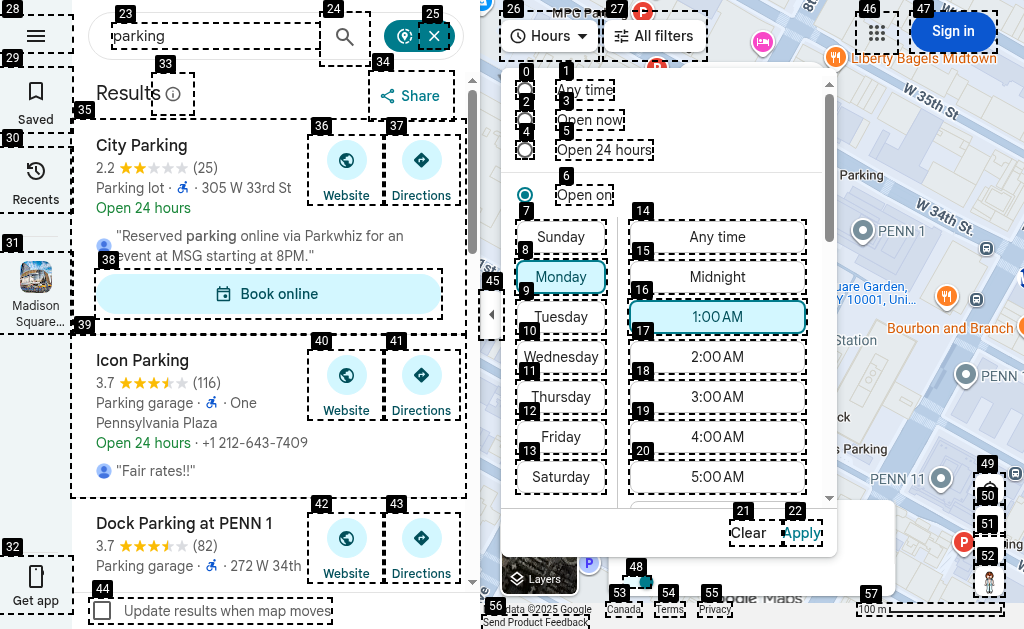 28
23
24
25
26
27
46
47
parking
MPG Par
Hours
All filters
Sign in
Liberty Bagels Midtown
29
Saved
30
Recents
31
Madison
Square...
32
Get app
33
34
Results
Share
35
City Parking
2.2 (25)
Parking lot · 305 W 33rd St
Open 24 hours
"Reserved parking online via Parkwhiz for an
event at MSG starting at 8PM."
36
Website
37
Directions
38
Book online
39
Icon Parking
3.7 (116)
Parking garage · One
Pennsylvania Plaza
Open 24 hours · +1 212-643-7409
"Fair rates!!"
40
Website
41
Directions
Dock Parking at PENN 1
3.7 (82)
Parking garage · 272 W 34th
42
Website
43
Directions
44
Update results when map moves
45
0
1
Any time
2
3
Open now
4
5
Open 24 hours
6
Open on
7
Sunday
8
Monday
9
Tuesday
10
Wednesday
11
Thursday
12
Friday
13
Saturday
14
Any time
15
Midnight
16
1:00 AM
17
2:00 AM
18
3:00 AM
19
4:00 AM
20
5:00 AM
21
Clear
22
Apply
W 35th St
W 34th St
Parking
PENN 1
uare Garden,
Y 10001, Uni...
Bourbon and Branch
Station
PENN
ck
s Parking
PENN 11
49
50
51
52
Layers
48
56
data ©2025 Google
53
Canada
54
Terms
55
Privacy
57
100 m
Send Product Feedback